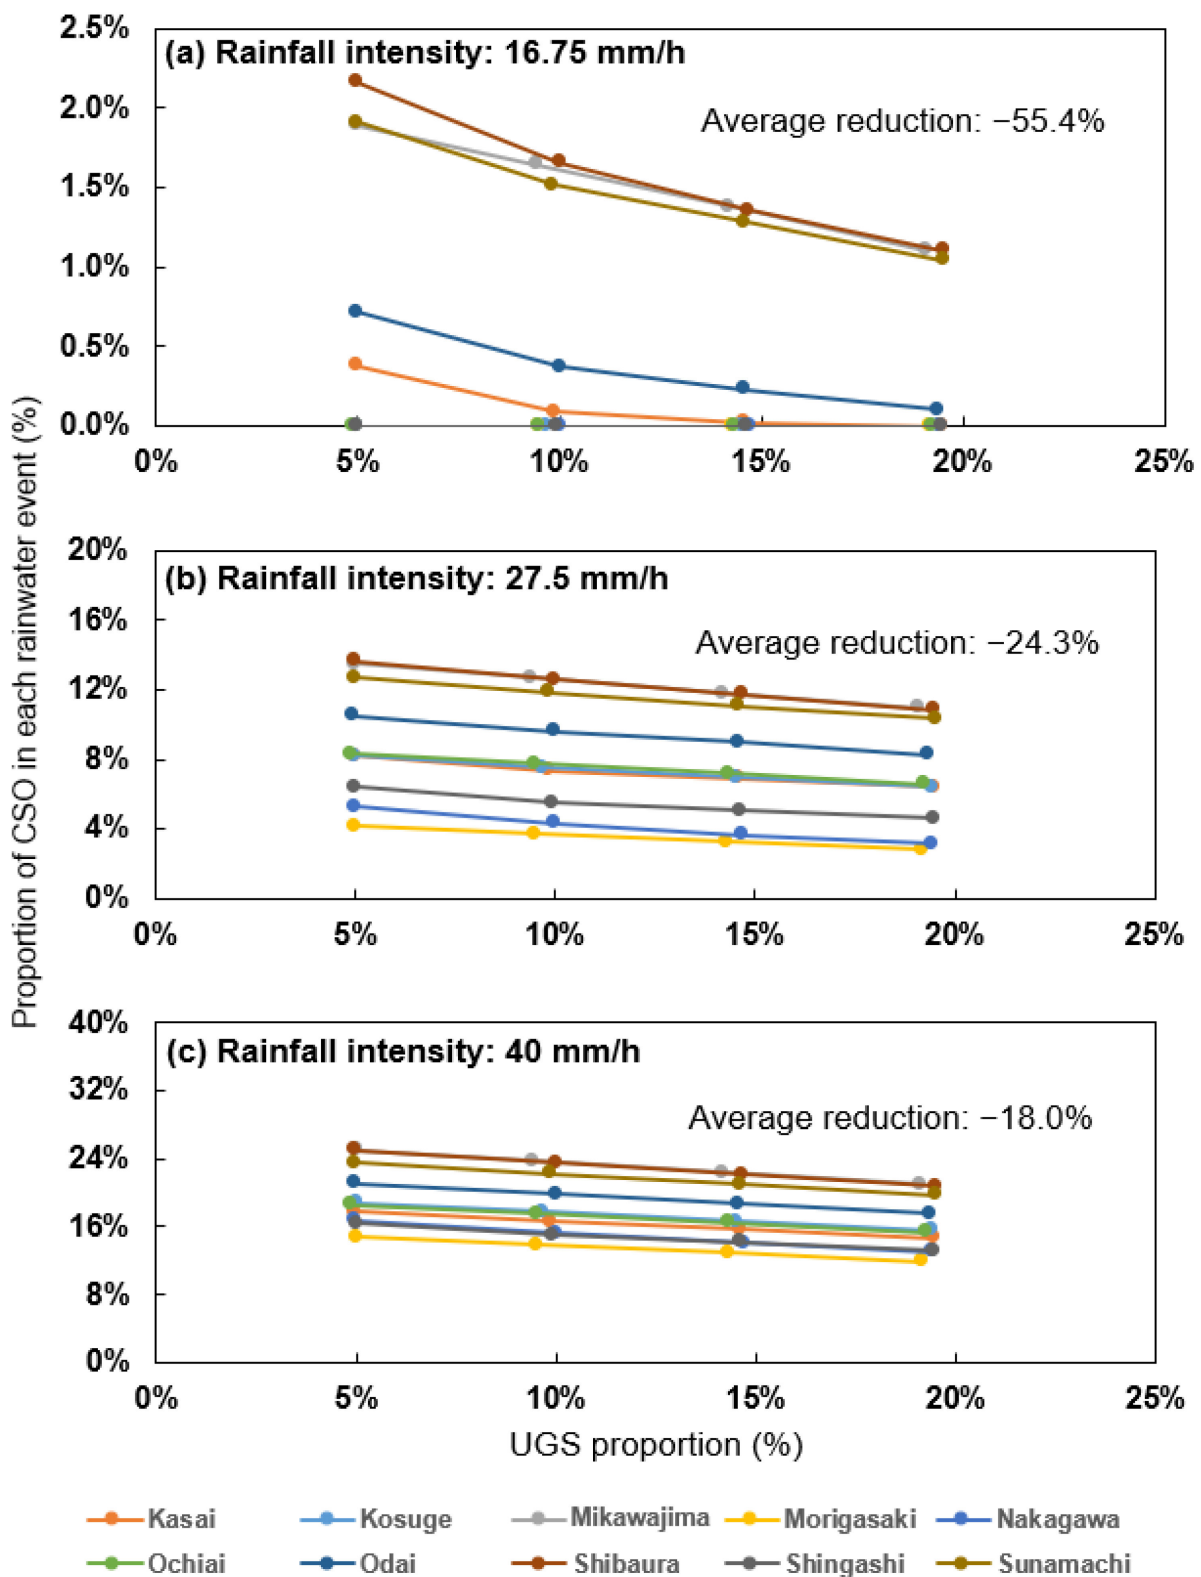 Proportion of CSO in each rainwater event (%)
(a) Rainfall intensity: 16.75 mm/h
Average reduction: −55.4%
2.5%
2.0%
1.5%
1.0%
0.5%
0.0%
0% 5% 10% 15% 20% 25%
(b) Rainfall intensity: 27.5 mm/h
Average reduction: −24.3%
20%
16%
12%
8%
4%
0%
0% 5% 10% 15% 20% 25%
(c) Rainfall intensity: 40 mm/h
Average reduction: −18.0%
40%
32%
24%
16%
8%
0%
0% 5% 10% 15% 20% 25%
UGS proportion (%)
Kasai Kosuge Mikawajima Morigasaki Nakagawa
Ochiai Odai Shibaura Shingashi Sunamachi